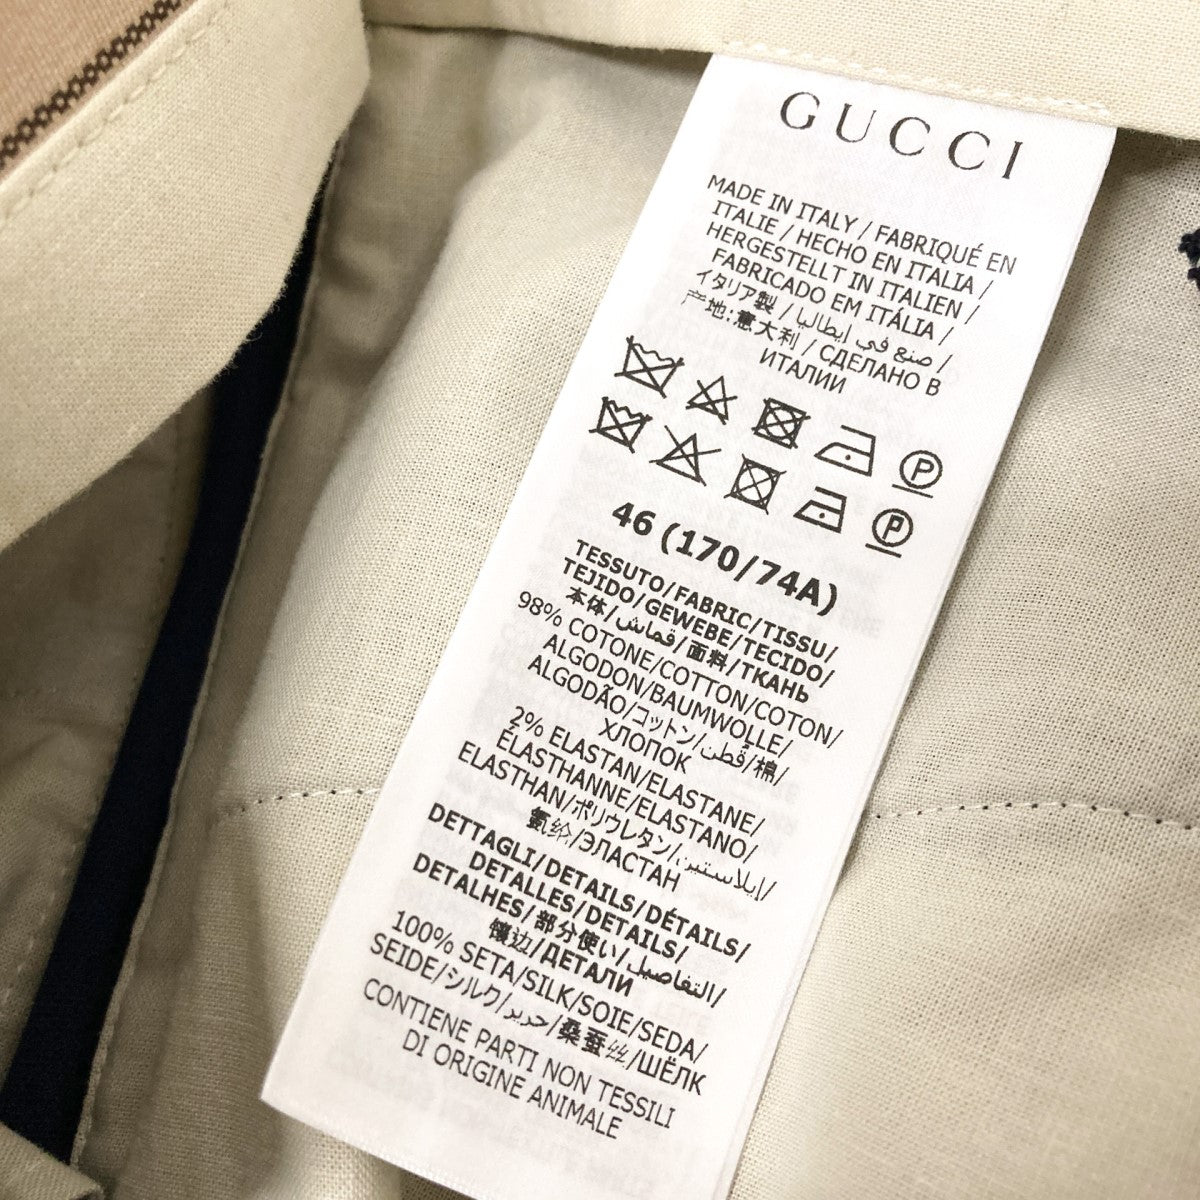 GUCCI
MADE IN ITALY / FABRIQUÉ EN
ITALIE / HECHO EN ITALIA /
HERGESTELLT IN ITALIEN /
FABRICADO EM ITÁLIA /
イタリア製 / صنع في إيطاليا /
产地:意大利 / СДЕЛАНО В
ИТАЛИИ
P
P
46 (170/74A)
TESSUTO/FABRIC/TISSU/
TEJIDO/GEWEBE/TECIDO/
本体/قماش/面料/ТКАНЬ
98% COTONE/COTTON/COTON/
ALGODON/BAUMWOLLE/
ALGODÃO/コットン/قطن/棉/
ХЛОПОК
2% ELASTAN/ELASTANE/
ÉLASTHANNE/ELASTANO/
ELASTHAN/ポリウレタン/إيلاستين/
氨纶/ЭЛАСТАН
DETTAGLI/DETAILS/DÉTAILS/
DETALLES/DETAILS/
DETALHES/部分使い/التفاصيل/
镶边/ДЕТАЛИ
100% SETA/SILK/SOIE/SEDA/
SEIDE/シルク/حرير/桑蚕丝/ШЁЛК
CONTIENE PARTI NON TESSILI
DI ORIGINE ANIMALE